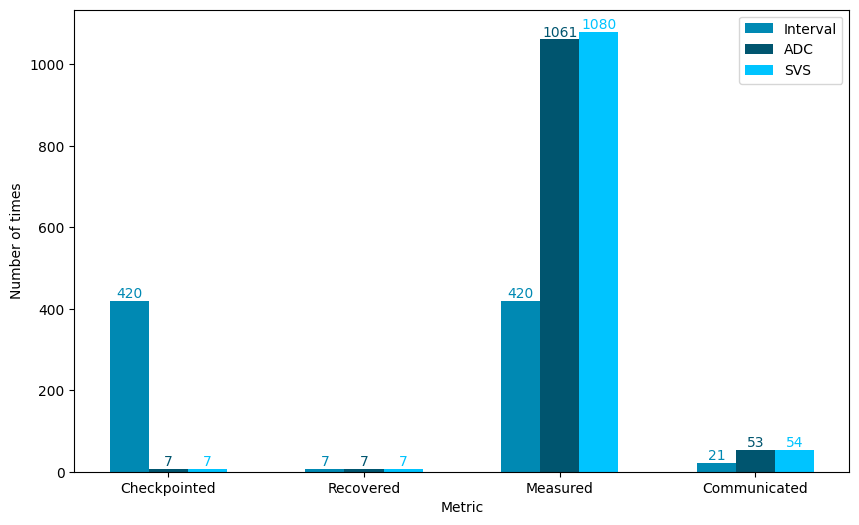 Interval
ADC
SVS
Number of times
1000
800
600
400
200
0
420
7
7
7
7
7
420
1061
1080
21
53
54
Checkpointed
Recovered
Measured
Communicated
Metric